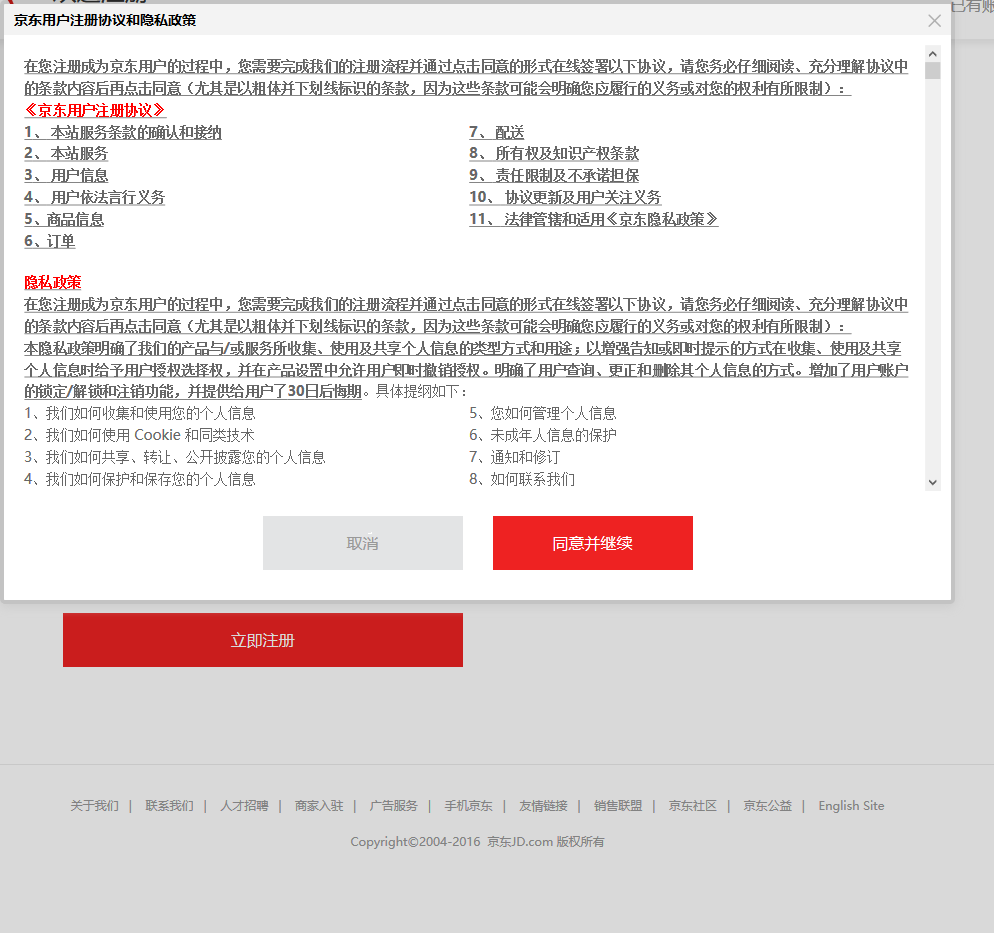 京东用户注册协议和隐私政策
在您注册成为京东用户的过程中，您需要完成我们的注册流程并通过点击同意的形式在线签署以下协议，请您务必仔细阅读、充分理解协议中
的条款内容后再点击同意（尤其是以粗体并下划线标识的条款，因为这些条款可能会明确您应履行的义务或对您的权利有所限制）：
《京东用户注册协议》
1、 本站服务条款的确认和接纳
2、 本站服务
3、 用户信息
4、 用户依法言行义务
5、商品信息
6、订单
7、 配送
8、 所有权及知识产权条款
9、 责任限制及不承诺担保
10、 协议更新及用户关注义务
11、 法律管辖和适用《京东隐私政策》
隐私政策
在您注册成为京东用户的过程中，您需要完成我们的注册流程并通过点击同意的形式在线签署以下协议，请您务必仔细阅读、充分理解协议中
的条款内容后再点击同意（尤其是以粗体并下划线标识的条款，因为这些条款可能会明确您应履行的义务或对您的权利有所限制）：
本隐私政策明确了我们的产品与/或服务所收集、使用及共享个人信息的类型方式和用途；以增强告知或即时提示的方式在收集、使用及共享
个人信息时给予用户授权选择权，并在产品设置中允许用户即时撤销授权。明确了用户查询、更正和删除其个人信息的方式。增加了用户账户
的锁定/解锁和注销功能，并提供给用户了30日后悔期。具体提纲如下：
1、我们如何收集和使用您的个人信息
2、我们如何使用 Cookie 和同类技术
3、我们如何共享、转让、公开披露您的个人信息
4、我们如何保护和保存您的个人信息
5、您如何管理个人信息
6、未成年人信息的保护
7、通知和修订
8、如何联系我们
取消
同意并继续
立即注册
关于我们 | 联系我们 | 人才招聘 | 商家入驻 | 广告服务 | 手机京东 | 友情链接 | 销售联盟 | 京东社区 | 京东公益 | English Site
Copyright©2004-2016 京东JD.com 版权所有